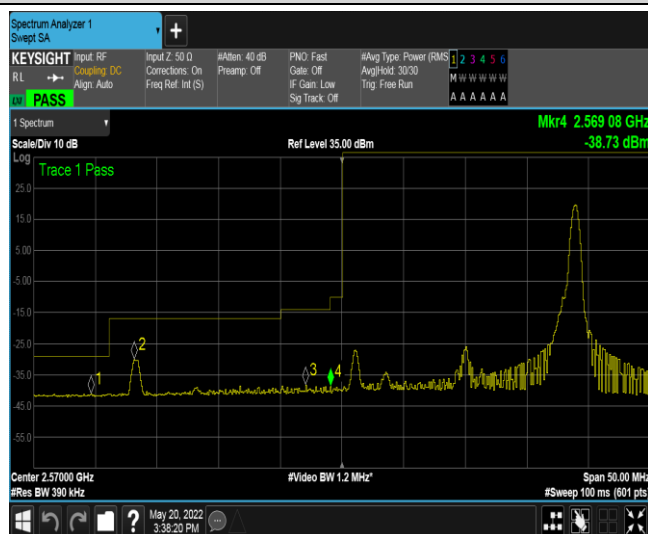 Spectrum Analyzer 1
Swept SA
+
KEYSIGHT Input: RF Input Z: 50 Ω #Atten: 40 dB PNO: Fast #Avg Type: Power (RMS 1 2 3 4 5 6
RL Coupling: DC Corrections: On Preamp: Off Gate: Off Avg|Hold: 30/30 M W W W W W
Align: Auto Freq Ref: Int (S) IF Gain: Low Trig: Free Run
LXI PASS Sig Track: Off A A A A A A
1 Spectrum Mkr4 2.569 08 GHz
Scale/Div 10 dB Ref Level 35.00 dBm -38.73 dBm
Log Trace 1 Pass
25.0
15.0
5.00
-5.00
-15.0
-25.0 2
-35.0 1 3 4
-45.0
-55.0
Center 2.57000 GHz #Video BW 1.2 MHz* Span 50.00 MHz
#Res BW 390 kHz #Sweep 100 ms (601 pts)
? May 20, 2022
3:38:20 PM